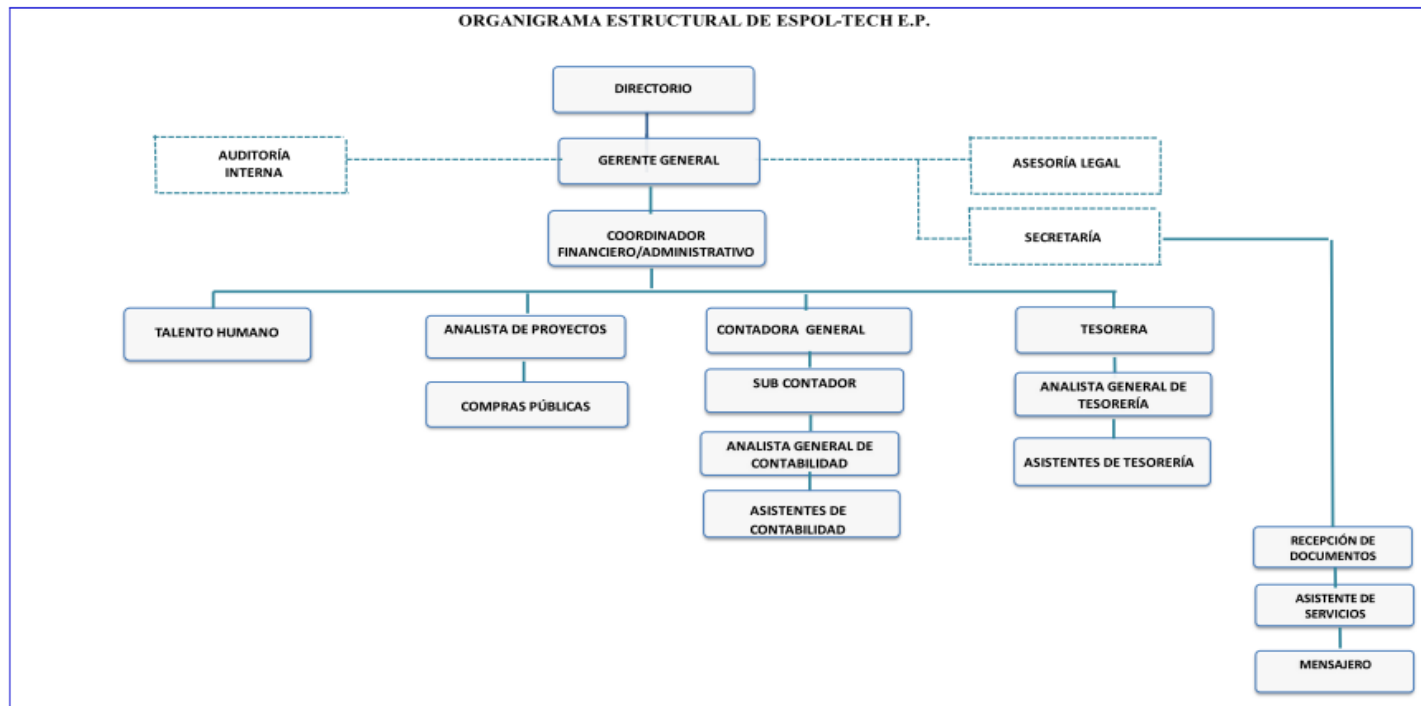 ORGANIGRAMA ESTRUCTURAL DE ESPOL-TECH E.P.
DIRECTORIO
AUDITORÍA
INTERNA
GERENTE GENERAL
ASESORÍA LEGAL
COORDINADOR
FINANCIERO/ADMINISTRATIVO
SECRETARÍA
TALENTO HUMANO
ANALISTA DE PROYECTOS
CONTADORA GENERAL
TESORERA
COMPRAS PÚBLICAS
SUB CONTADOR
ANALISTA GENERAL DE
TESORERÍA
ANALISTA GENERAL DE
CONTABILIDAD
ASISTENTES DE TESORERÍA
ASISTENTES DE
CONTABILIDAD
RECEPCIÓN DE
DOCUMENTOS
ASISTENTE DE
SERVICIOS
MENSAJERO